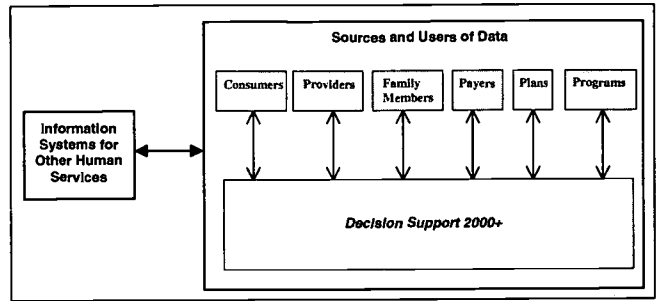 Sources and Users of Data
Consumers
Providers
Family
Members
Payers
Plans
Programs
Information
Systems for
Other Human
Services
Decision Support 2000+